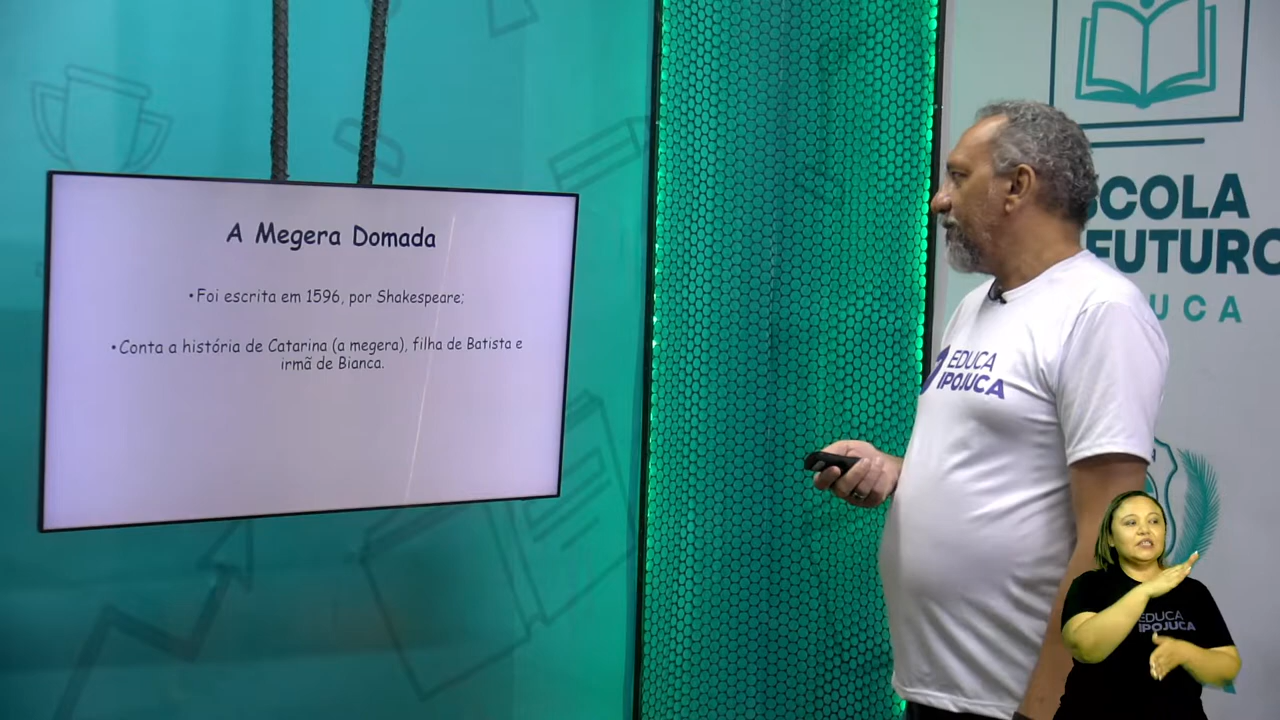 A Megera Domada
•Foi escrita em 1596, por Shakespeare;
•Conta a história de Catarina (a megera), filha de Batista e
irmã de Bianca.
SCOLA
FUTURO
UCA
EDUCA
IPOJUCA
EDUCA
IPOJUCA